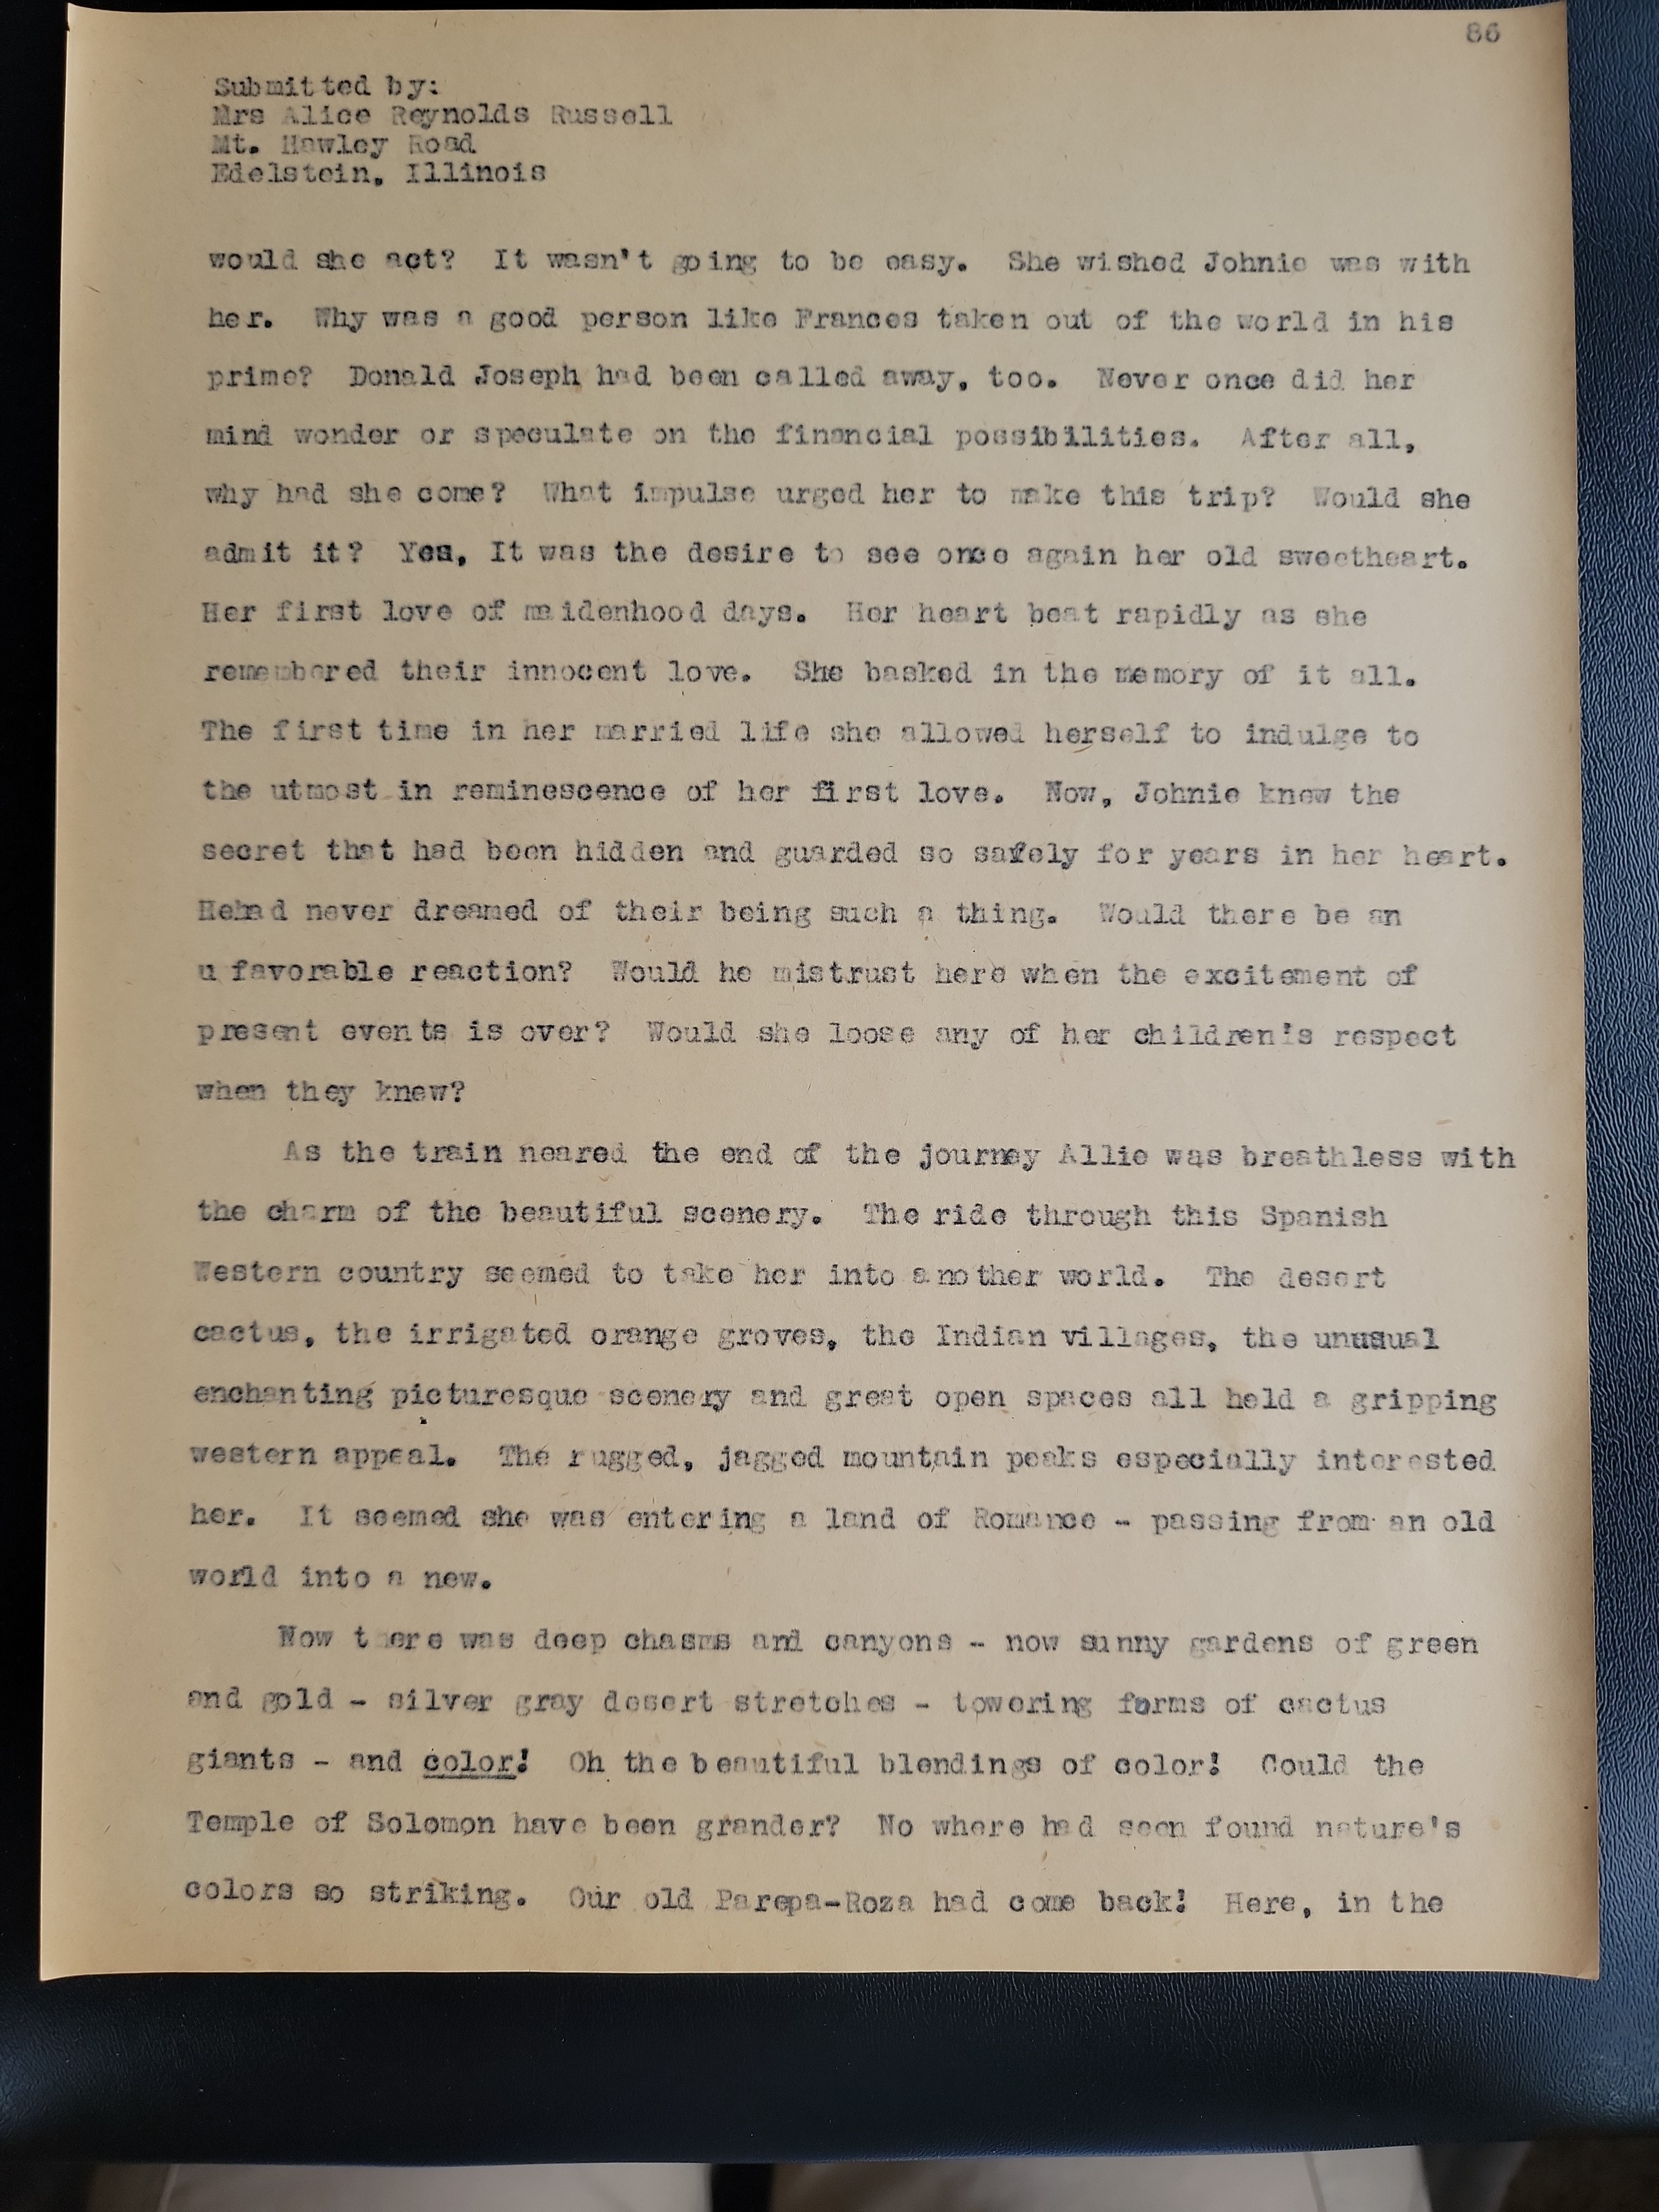 86
Submitted by:
Mrs Alice Reynolds Russell
Mt. Hawley Road
Edelstein, Illinois
would she act?  It wasn't going to be easy.  She wished Johnie was with
her.  Why was a good person like Frances taken out of the world in his
prime?  Donald Joseph had been called away, too.  Never once did her
mind wonder or speculate on the financial possibilities.  After all,
why had she come?  What impulse urged her to make this trip?  Would she
admit it?  Yes, It was the desire to see once again her old sweetheart.
Her first love of maidenhood days.  Her heart beat rapidly as she
remembered their innocent love.  She basked in the memory of it all.
The first time in her married life she allowed herself to indulge to
the utmost in reminescence of her first love.  Now, Johnie knew the
secret that had been hidden and guarded so safely for years in her heart.
Hehad never dreamed of their being such a thing.  Would there be an
u favorable reaction?  Would he mistrust here when the excitement of
present events is over?  Would she loose any of her children's respect
when they knew?
As the train neared the end of the journey Allie was breathless with
the charm of the beautiful scenery.  The ride through this Spanish
Western country seemed to take her into another world.  The desert
cactus, the irrigated orange groves, the Indian villages, the unusual
enchanting picturesque scenery and great open spaces all held a gripping
western appeal.  The rugged, jagged mountain peaks especially interested
her.  It seemed she was entering a land of Romance - passing from an old
world into a new.
Now there was deep chasms and canyons - now sunny gardens of green
and gold - silver gray desert stretches - towering forms of cactus
giants - and color!  Oh the beautiful blendings of color!  Could the
Temple of Solomon have been grander?  No where had seen found nature's
colors so striking.  Our old Parepa-Roza had come back!  Here, in the